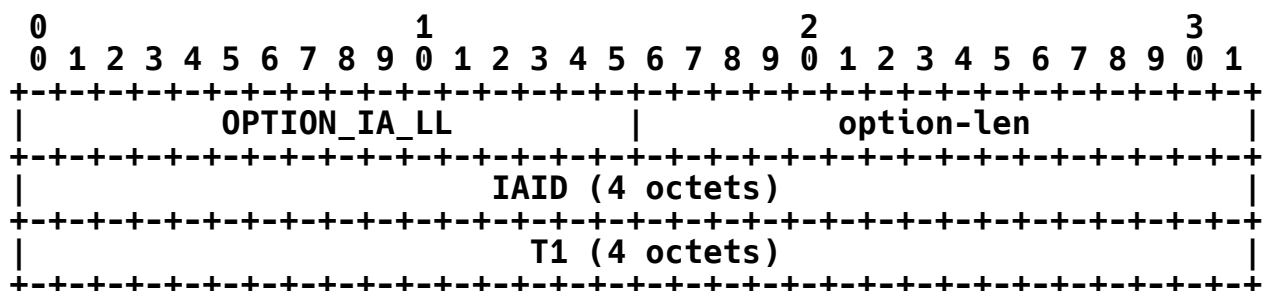 0                   1                   2                   3
 0 1 2 3 4 5 6 7 8 9 0 1 2 3 4 5 6 7 8 9 0 1 2 3 4 5 6 7 8 9 0 1
+-+-+-+-+-+-+-+-+-+-+-+-+-+-+-+-+-+-+-+-+-+-+-+-+-+-+-+-+-+-+-+-+
|          OPTION_IA_LL         |          option-len           |
+-+-+-+-+-+-+-+-+-+-+-+-+-+-+-+-+-+-+-+-+-+-+-+-+-+-+-+-+-+-+-+-+
|                        IAID (4 octets)                        |
+-+-+-+-+-+-+-+-+-+-+-+-+-+-+-+-+-+-+-+-+-+-+-+-+-+-+-+-+-+-+-+-+
|                          T1 (4 octets)                        |
+-+-+-+-+-+-+-+-+-+-+-+-+-+-+-+-+-+-+-+-+-+-+-+-+-+-+-+-+-+-+-+-+